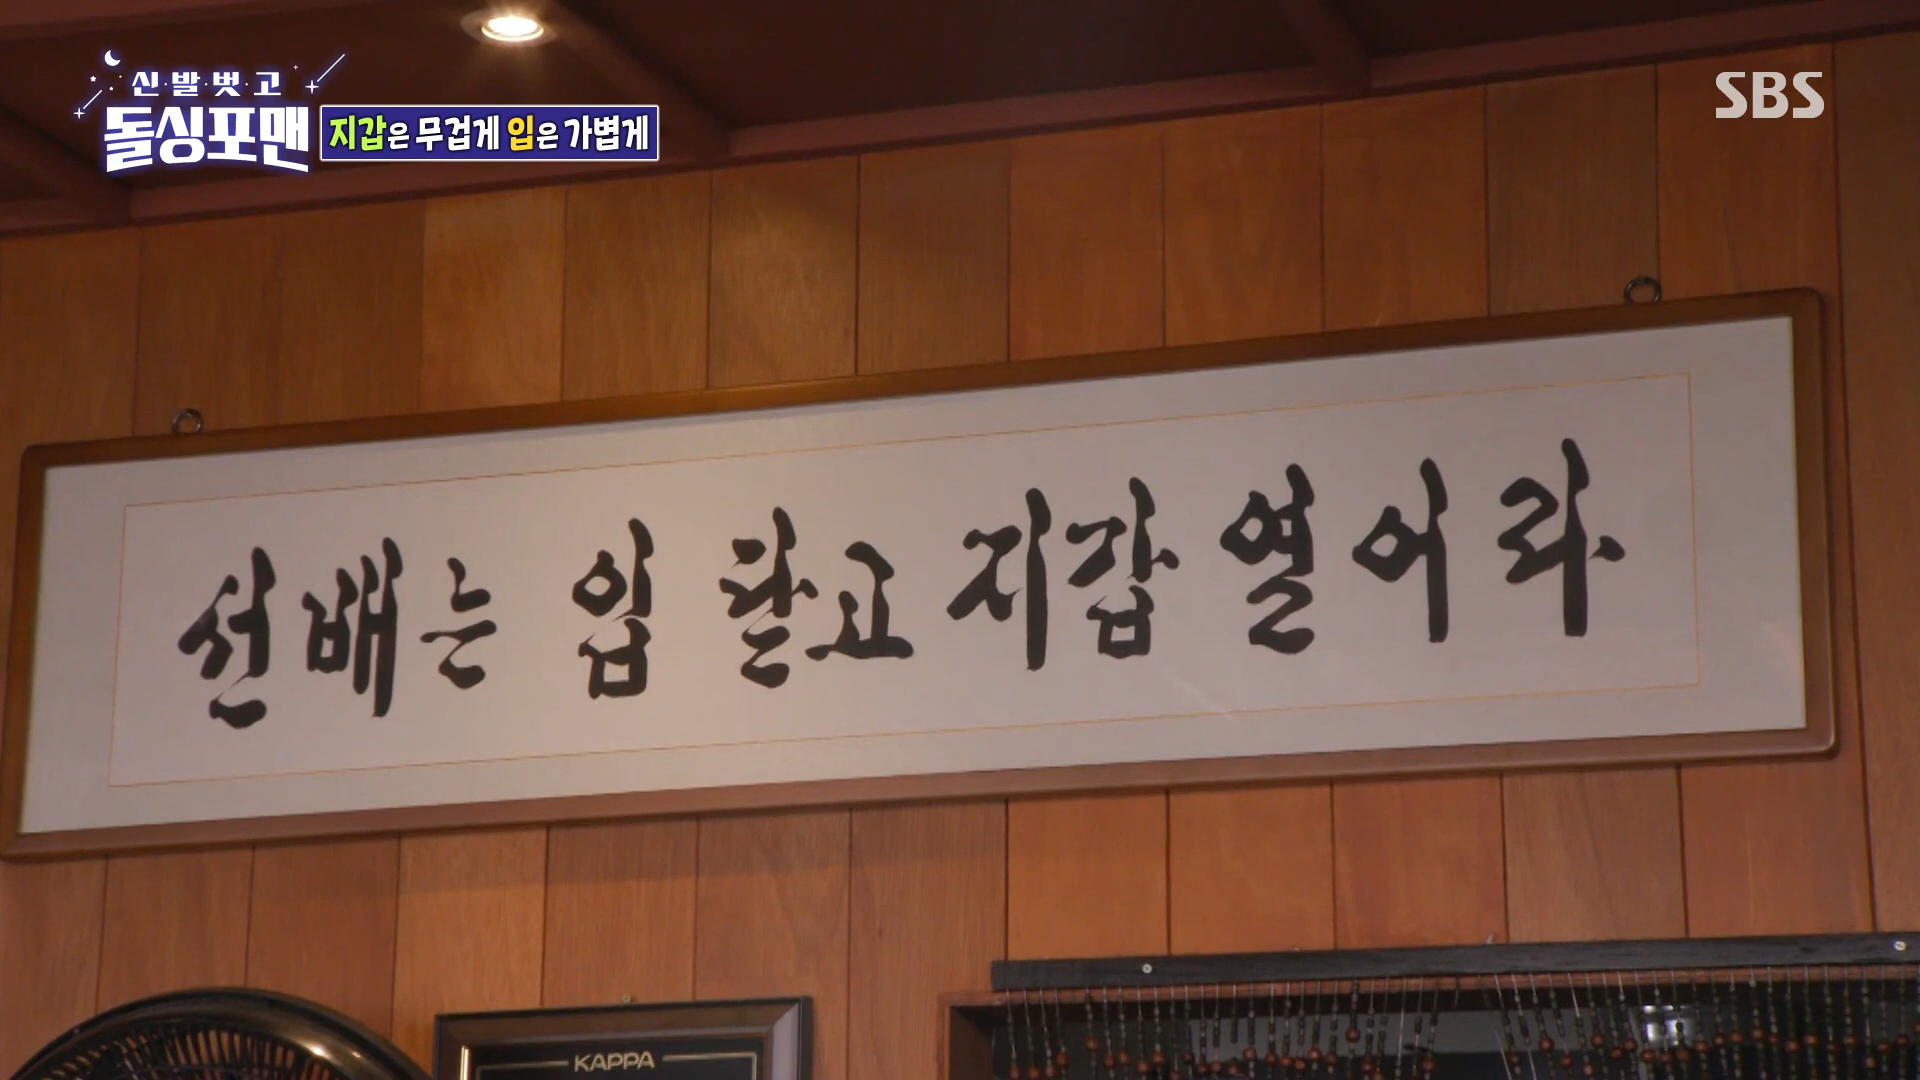 신·발·벗·고
돌싱포맨
지갑은 무겁게 입은 가볍게
SBS
선배는 입 닫고 지갑 열어라
KAPPA